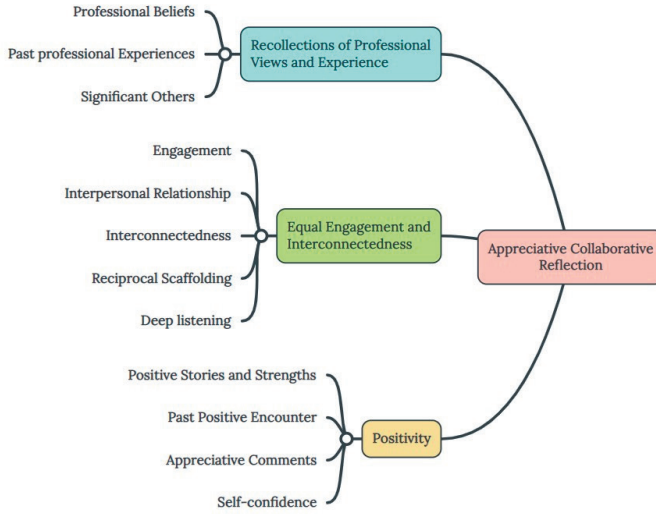 Professional Beliefs
Past professional Experiences
Significant Others
Recollections of Professional
Views and Experience
Engagement
Interpersonal Relationship
Interconnectedness
Reciprocal Scaffolding
Deep listening
Equal Engagement and
Interconnectedness
Appreciative Collaborative
Reflection
Positive Stories and Strengths
Past Positive Encounter
Appreciative Comments
Self-confidence
Positivity